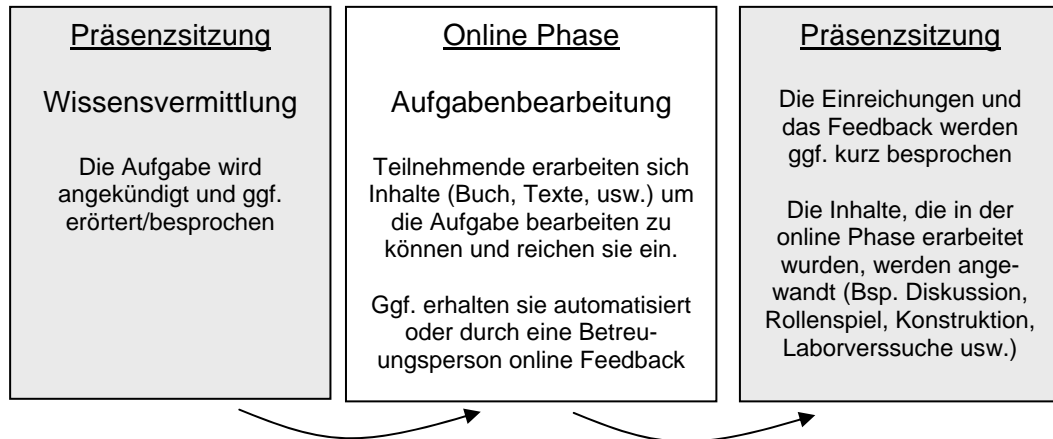 Präsenzsitzung
Wissensvermittlung
Die Aufgabe wird
angekündigt und ggf.
erörtert/besprochen
Online Phase
Aufgabenbearbeitung
Teilnehmende erarbeiten sich
Inhalte (Buch, Texte, usw.) um
die Aufgabe bearbeiten zu
können und reichen sie ein.
Ggf. erhalten sie automatisiert
oder durch eine Betreu-
ungsperson online Feedback
Präsenzsitzung
Die Einreichungen und
das Feedback werden
ggf. kurz besprochen
Die Inhalte, die in der
online Phase erarbeitet
wurden, werden ange-
wandt (Bsp. Diskussion,
Rollenspiel, Konstruktion,
Laborverssuche usw.)